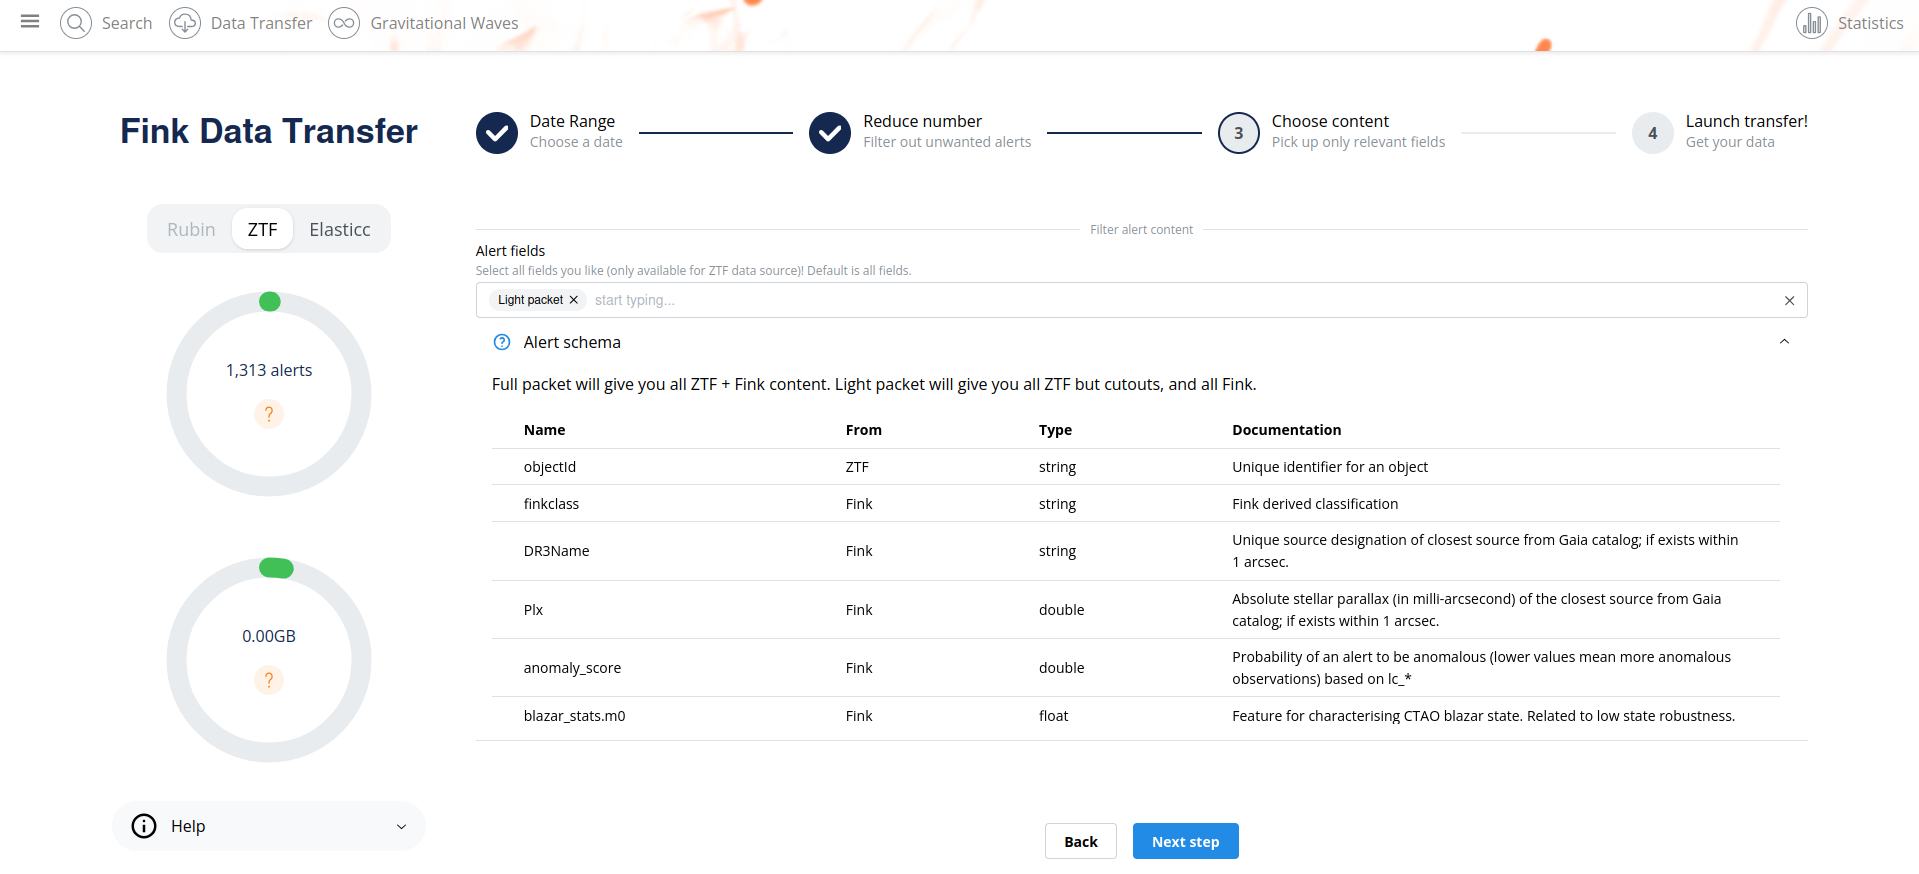 Search
Data Transfer
Gravitational Waves
Statistics
Fink Data Transfer
Date Range
Choose a date
Reduce number
Filter out unwanted alerts
3
Choose content
Pick up only relevant fields
4
Launch transfer!
Get your data
Rubin
ZTF
Elasticc
1,313 alerts
?
0.00GB
?
Help
Filter alert content
Alert fields
Select all fields you like (only available for ZTF data source)! Default is all fields.
Light packet
start typing...
? Alert schema
Full packet will give you all ZTF + Fink content. Light packet will give you all ZTF but cutouts, and all Fink.
Name From Type Documentation
objectId ZTF string Unique identifier for an object
finkclass Fink string Fink derived classification
DR3Name Fink string Unique source designation of closest source from Gaia catalog; if exists within
1 arcsec.
Plx Fink double Absolute stellar parallax (in milli-arcsecond) of the closest source from Gaia
catalog; if exists within 1 arcsec.
anomaly_score Fink double Probability of an alert to be anomalous (lower values mean more anomalous
observations) based on lc_*
blazar_stats.m0 Fink float Feature for characterising CTAO blazar state. Related to low state robustness.
Back
Next step